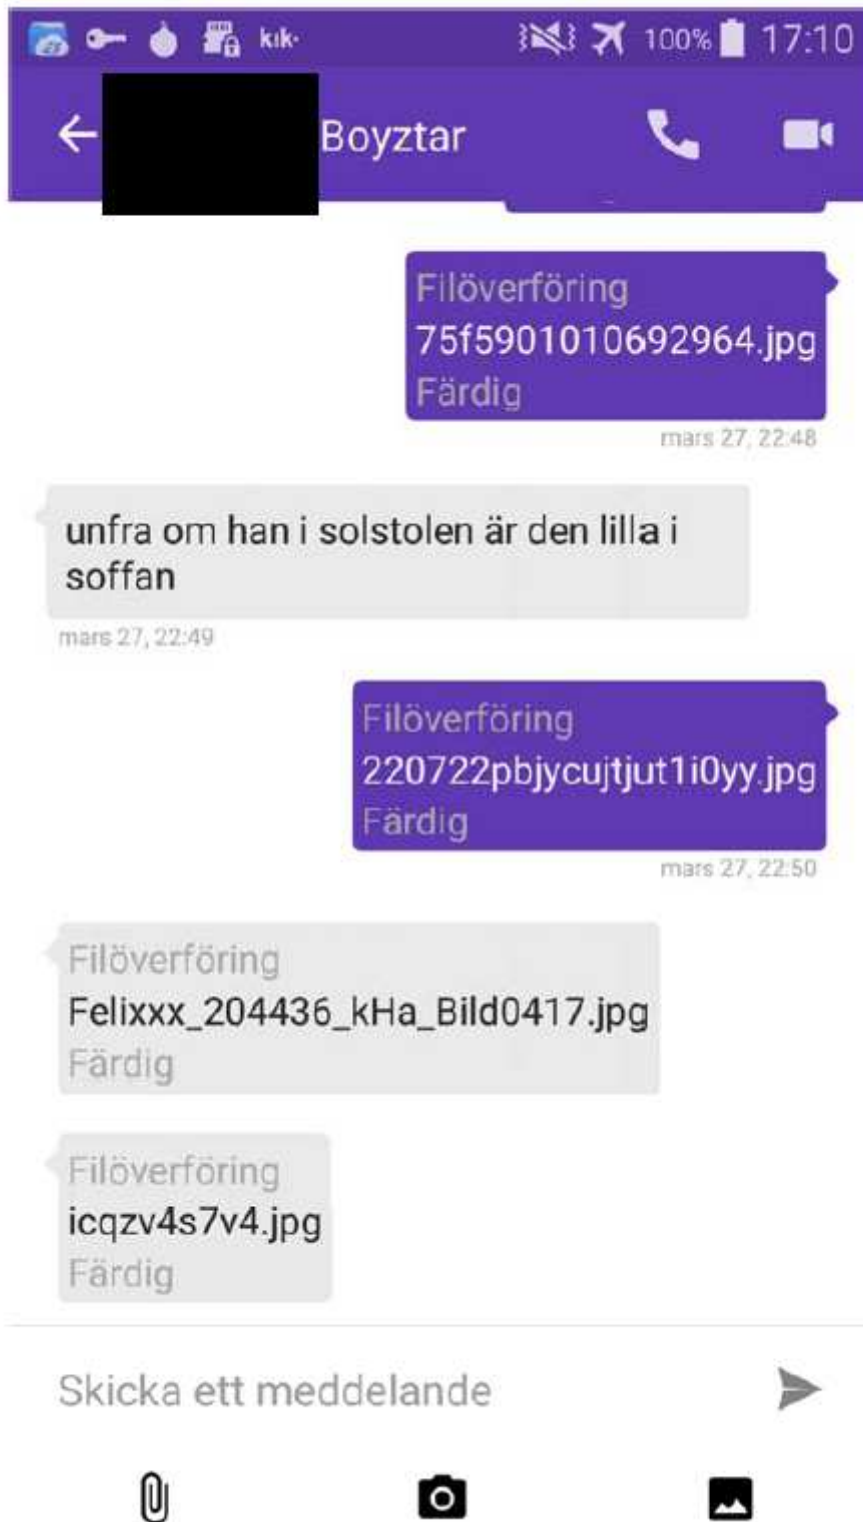 kik·
100%
17:10
Boyztar
Filöverföring
75f5901010692964.jpg
Färdig
mars 27, 22:48
unfra om han i solstolen är den lilla i
soffan
mars 27, 22:49
Filöverföring
220722pbjycujtjut1i0yy.jpg
Färdig
mars 27, 22:50
Filöverföring
Felixxx_204436_kHa_Bild0417.jpg
Färdig
Filöverföring
icqzv4s7v4.jpg
Färdig
Skicka ett meddelande